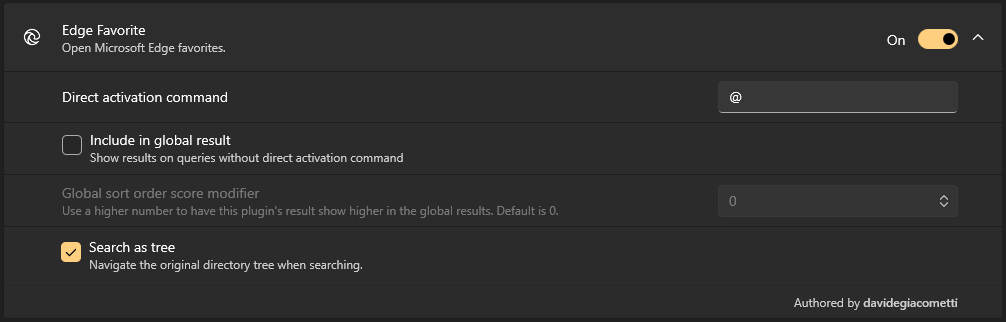 Edge Favorite
Open Microsoft Edge favorites.
On
Direct activation command
@
Include in global result
Show results on queries without direct activation command
Global sort order score modifier
Use a higher number to have this plugin's result show higher in the global results. Default is 0.
0
Search as tree
Navigate the original directory tree when searching.
Authored by davidegiacometti